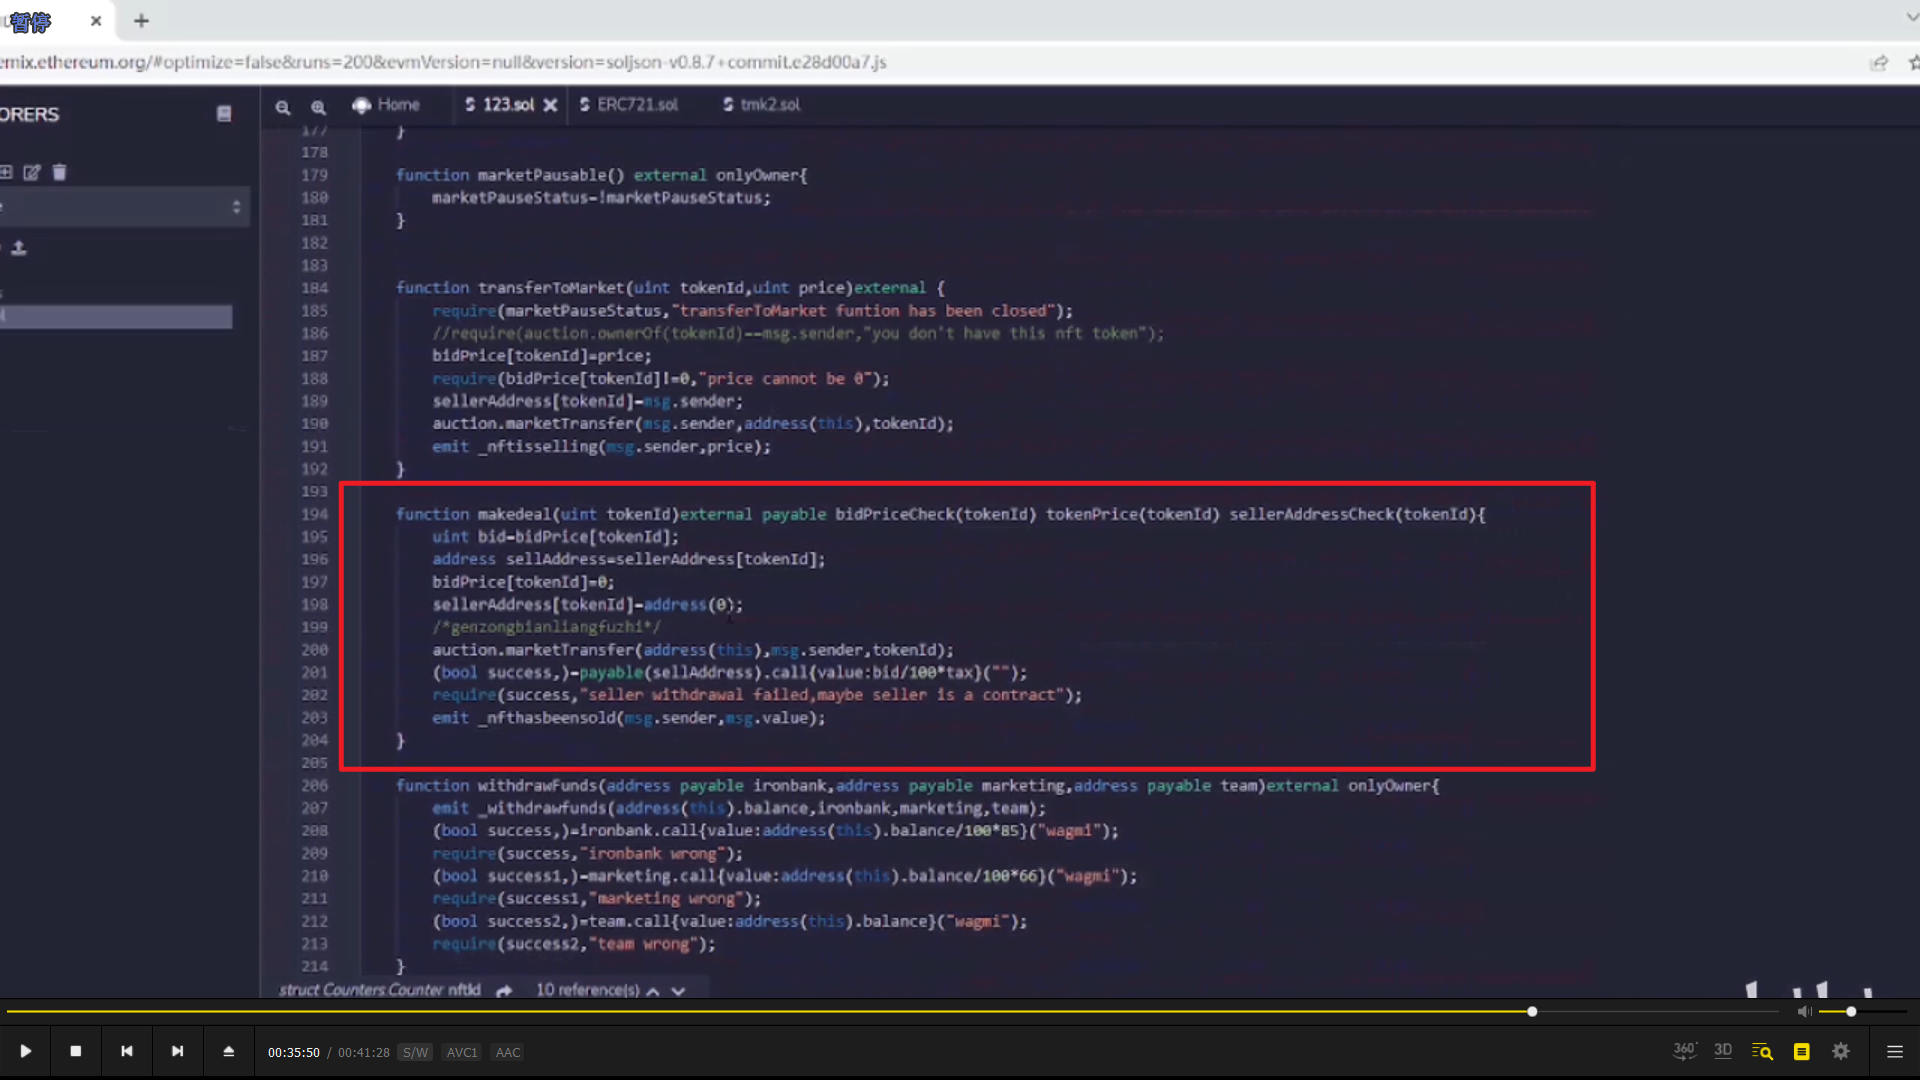 暂停
emix.ethereum.org/#optimize=false&runs=200&evmVersion=null&version=soljson-v0.8.7+commit.e28d00a7.js
ORERS
Home
123.sol
ERC721.sol
tmk2.sol
177 }
178
179 function marketPausable() external onlyOwner{
180 marketPauseStatus=!marketPauseStatus;
181 }
182
183
184 function transferToMarket(uint tokenId,uint price)external {
185 require(marketPauseStatus,"transferToMarket funtion has been closed");
186 //require(auction.ownerOf(tokenId)==msg.sender,"you don't have this nft token");
187 bidPrice[tokenId]=price;
188 require(bidPrice[tokenId]!=0,"price cannot be 0");
189 sellerAddress[tokenId]=msg.sender;
190 auction.marketTransfer(msg.sender,address(this),tokenId);
191 emit _nftisselling(msg.sender,price);
192 }
193
194 function makedeal(uint tokenId)external payable bidPriceCheck(tokenId) tokenPrice(tokenId) sellerAddressCheck(tokenId){
195 uint bid=bidPrice[tokenId];
196 address sellAddress=sellerAddress[tokenId];
197 bidPrice[tokenId]=0;
198 sellerAddress[tokenId]=address(0);
199 /*genzongbianliangfuzhi*/
200 auction.marketTransfer(address(this),msg.sender,tokenId);
201 (bool success,)=payable(sellAddress).call{value:bid/100*tax}("");
202 require(success,"seller withdrawal failed,maybe seller is a contract");
203 emit _nfthasbeensold(msg.sender,msg.value);
204 }
205
206 function withdrawFunds(address payable ironbank,address payable marketing,address payable team)external onlyOwner{
207 emit _withdrawfunds(address(this).balance,ironbank,marketing,team);
208 (bool success,)=ironbank.call{value:address(this).balance/100*85}("wagmi");
209 require(success,"ironbank wrong");
210 (bool success1,)=marketing.call{value:address(this).balance/100*66}("wagmi");
211 require(success1,"marketing wrong");
212 (bool success2,)=team.call{value:address(this).balance}("wagmi");
213 require(success2,"team wrong");
214 }
struct Counters.Counter nftId 10 reference(s)
00:35:50 / 00:41:28 S/W AVC1 AAC
360° 3D